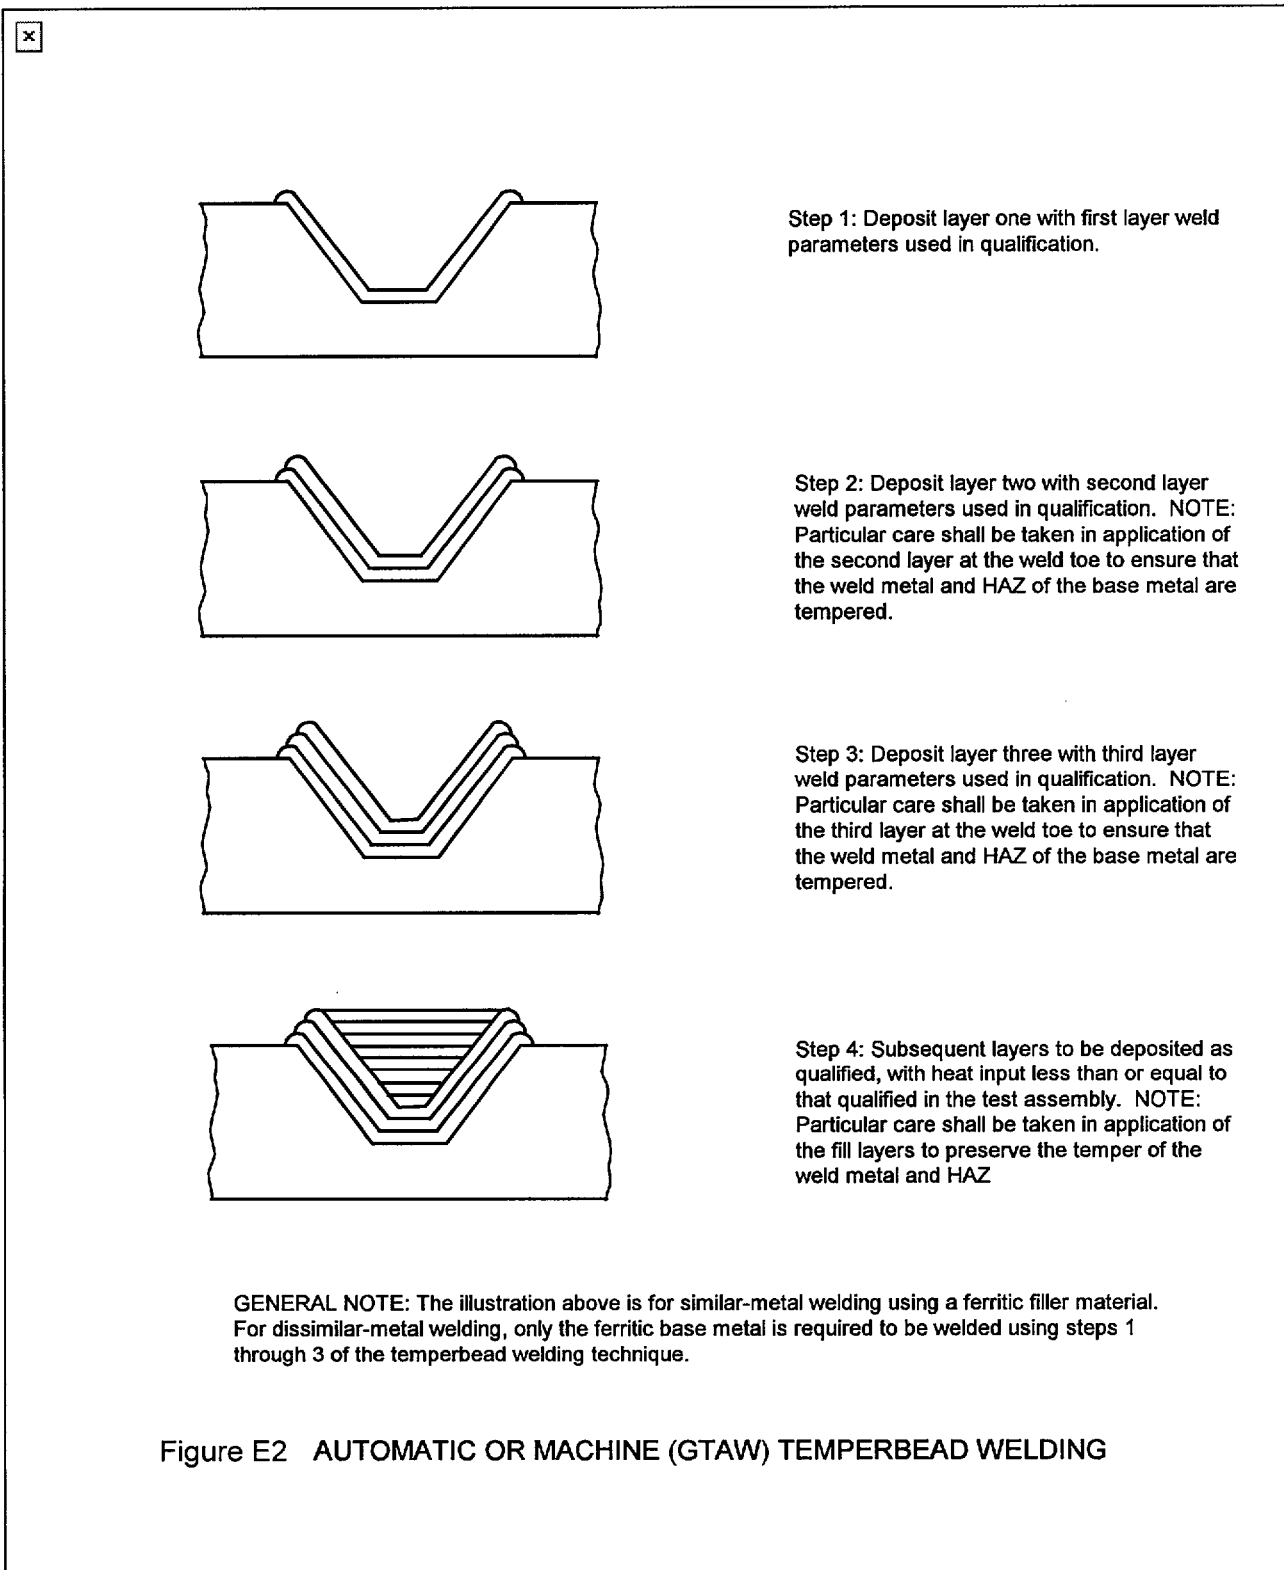 Step 1: Deposit layer one with first layer weld
parameters used in qualification.
Step 2: Deposit layer two with second layer
weld parameters used in qualification. NOTE:
Particular care shall be taken in application of
the second layer at the weld toe to ensure that
the weld metal and HAZ of the base metal are
tempered.
Step 3: Deposit layer three with third layer
weld parameters used in qualification. NOTE:
Particular care shall be taken in application of
the third layer at the weld toe to ensure that
the weld metal and HAZ of the base metal are
tempered.
Step 4: Subsequent layers to be deposited as
qualified, with heat input less than or equal to
that qualified in the test assembly. NOTE:
Particular care shall be taken in application of
the fill layers to preserve the temper of the
weld metal and HAZ
GENERAL NOTE: The illustration above is for similar-metal welding using a ferritic filler material.
For dissimilar-metal welding, only the ferritic base metal is required to be welded using steps 1
through 3 of the temperbead welding technique.
Figure E2 AUTOMATIC OR MACHINE (GTAW) TEMPERBEAD WELDING